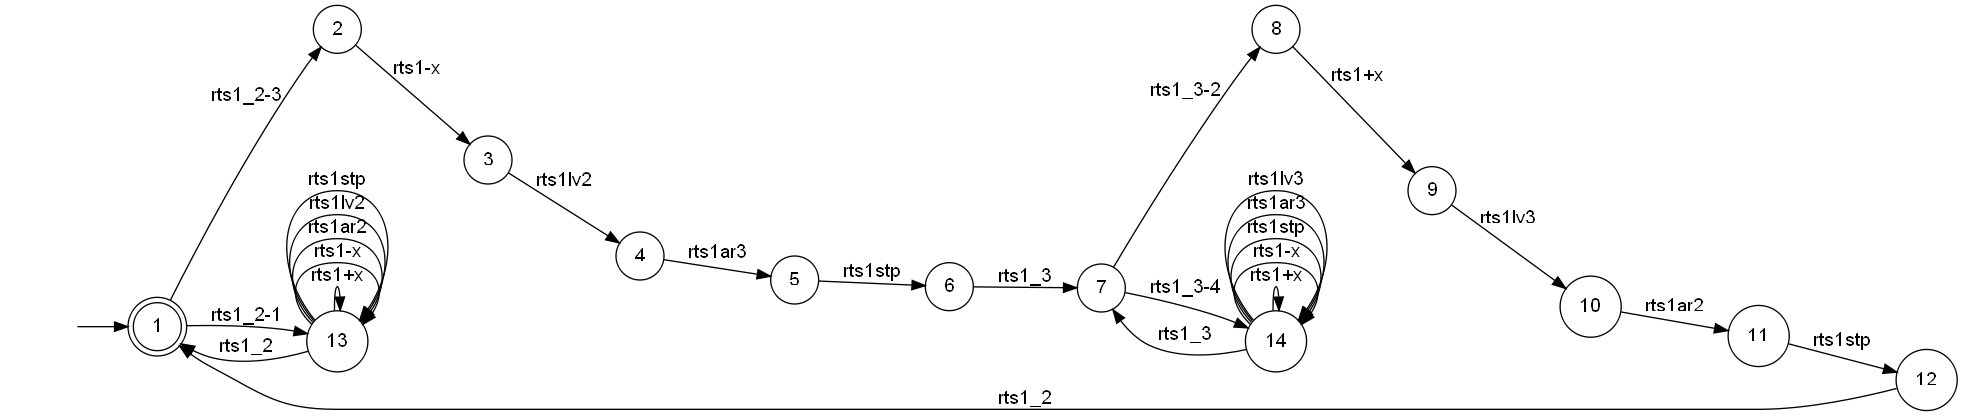 2
8
rts1-x
rts1+x
rts1_2-3
rts1_3-2
3
rts1lv2
rts1stp
rts1lv2
rts1ar2
rts1-x
rts1+x
rts1lv3
rts1ar3
rts1stp
rts1-x
rts1+x
9
rts1lv3
4
rts1ar3
5
rts1stp
6
rts1_3
7
rts1_3-4
rts1_3
14
10
rts1ar2
11
rts1stp
12
1
rts1_2-1
rts1_2
13
rts1_2